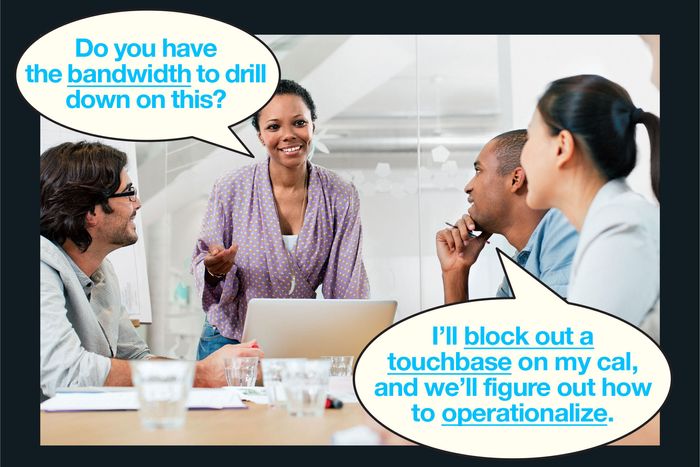 Do you have
the bandwidth to drill
down on this?
I'll block out a
touchbase on my cal,
and we'll figure out how
to operationalize.